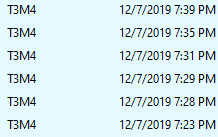 T3M4 12/7/2019 7:39 PM
T3M4 12/7/2019 7:35 PM
T3M4 12/7/2019 7:31 PM
T3M4 12/7/2019 7:29 PM
T3M4 12/7/2019 7:28 PM
T3M4 12/7/2019 7:23 PM